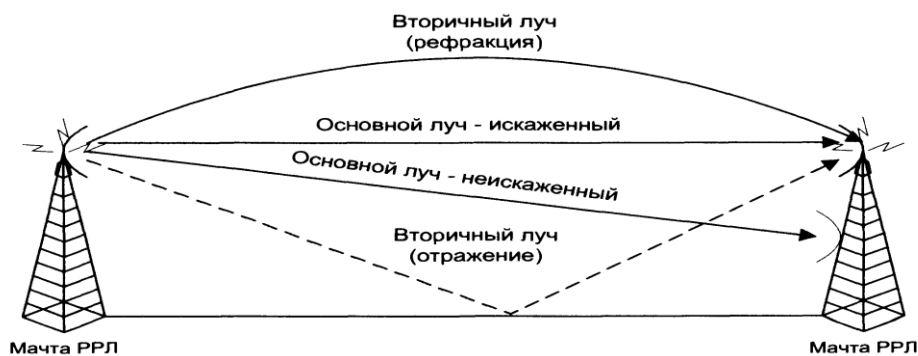 Вторичный луч
(рефракция)
Основной луч - искаженный
Основной луч - неискаженный
Вторичный луч
(отражение)
Мачта РРЛ
Мачта РРЛ